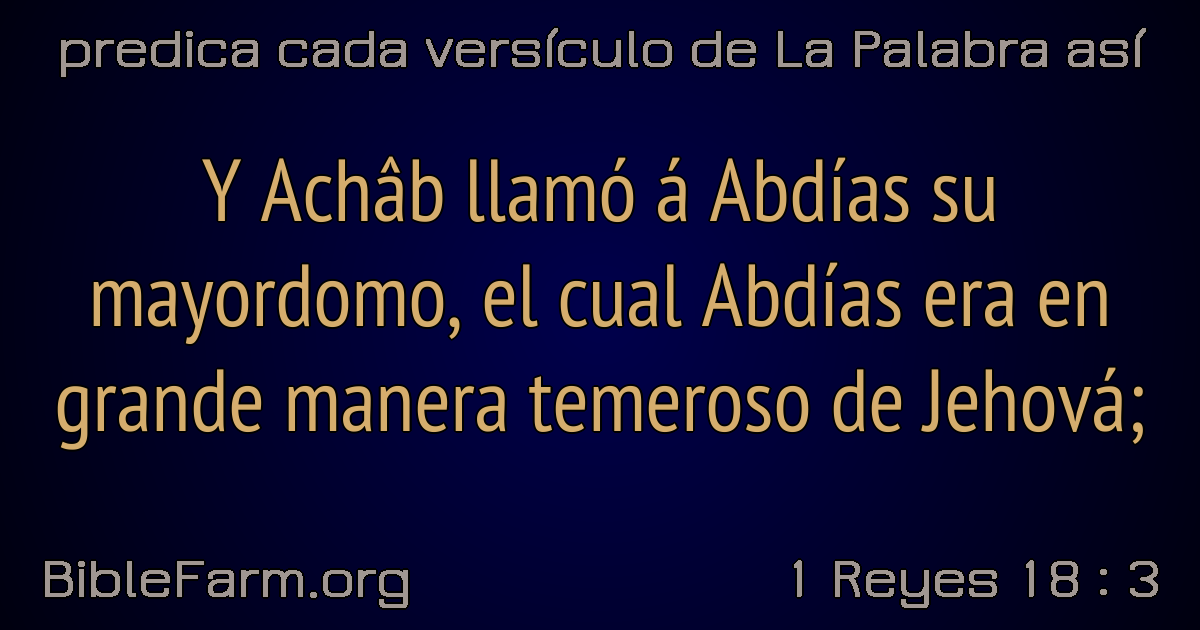 predica cada versículo de La Palabra así
Y Achâb llamó á Abdías su
mayordomo, el cual Abdías era en
grande manera temeroso de Jehová;
BibleFarm.org
1 Reyes 18 : 3